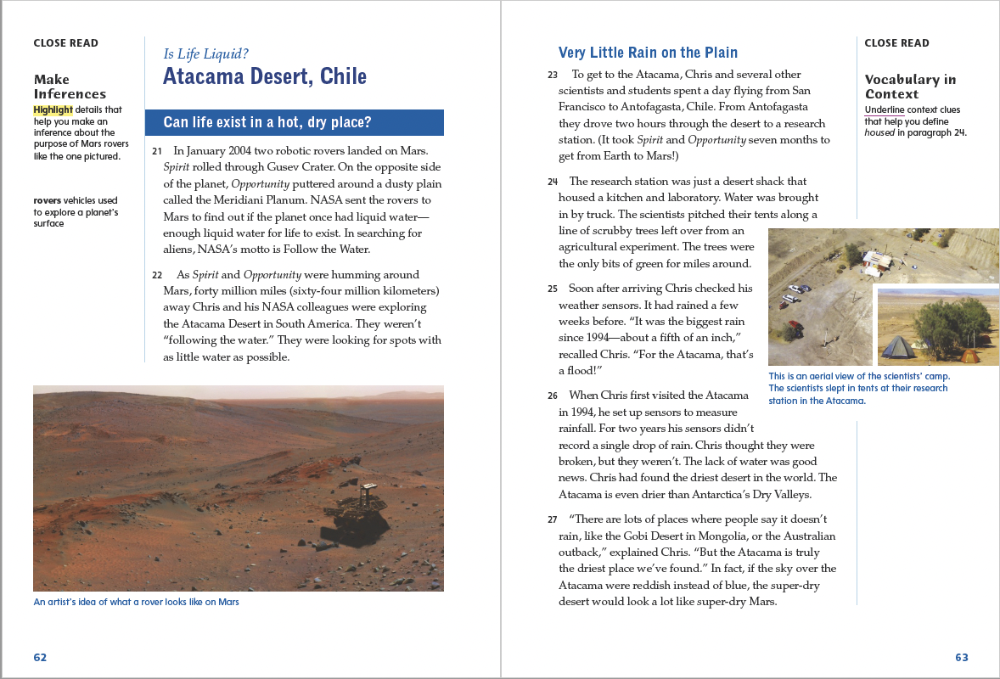 CLOSE READ
Make
Inferences
Highlight details that
help you make an
inference about the
purpose of Mars rovers
like the one pictured.
rovers vehicles used
to explore a planet's
surface
Is Life Liquid?
Atacama Desert, Chile
Can life exist in a hot, dry place?
21 In January 2004 two robotic rovers landed on Mars.
Spirit rolled through Gusev Crater. On the opposite side
of the planet, Opportunity puttered around a dusty plain
called the Meridiani Planum. NASA sent the rovers to
Mars to find out if the planet once had liquid water—
enough liquid water for life to exist. In searching for
aliens, NASA's motto is Follow the Water.
22 As Spirit and Opportunity were humming around
Mars, forty million miles (sixty-four million kilometers)
away Chris and his NASA colleagues were exploring
the Atacama Desert in South America. They weren't
“following the water.” They were looking for spots with
as little water as possible.
An artist's idea of what a rover looks like on Mars
62
Very Little Rain on the Plain
23 To get to the Atacama, Chris and several other
scientists and students spent a day flying from San
Francisco to Antofagasta, Chile. From Antofagasta
they drove two hours through the desert to a research
station. (It took Spirit and Opportunity seven months to
get from Earth to Mars!)
24 The research station was just a desert shack that
housed a kitchen and laboratory. Water was brought
in by truck. The scientists pitched their tents along a
line of scrubby trees left over from an
agricultural experiment. The trees were
the only bits of green for miles around.
25 Soon after arriving Chris checked his
weather sensors. It had rained a few
weeks before. “It was the biggest rain
since 1994—about a fifth of an inch,”
recalled Chris. “For the Atacama, that's
a flood!”
26 When Chris first visited the Atacama
in 1994, he set up sensors to measure
rainfall. For two years his sensors didn't
record a single drop of rain. Chris thought they were
broken, but they weren't. The lack of water was good
news. Chris had found the driest desert in the world. The
Atacama is even drier than Antarctica's Dry Valleys.
27 “There are lots of places where people say it doesn't
rain, like the Gobi Desert in Mongolia, or the Australian
outback,” explained Chris. “But the Atacama is truly
the driest place we've found.” In fact, if the sky over the
Atacama were reddish instead of blue, the super-dry
desert would look a lot like super-dry Mars.
CLOSE READ
Vocabulary in
Context
Underline context clues
that help you define
housed in paragraph 24.
This is an aerial view of the scientists' camp.
The scientists slept in tents at their research
station in the Atacama.
63